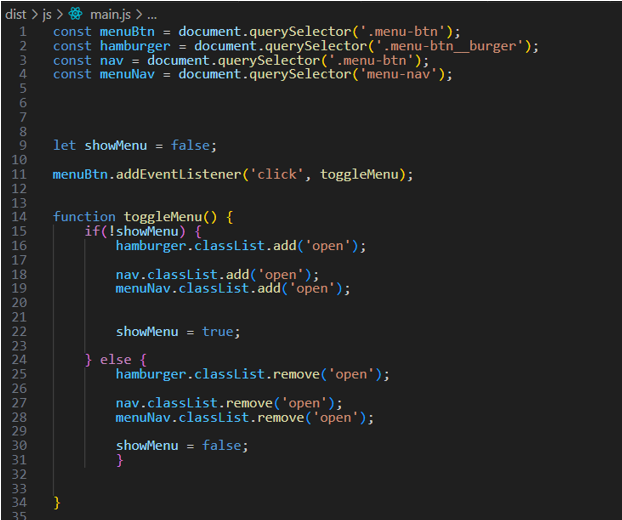 dist > js > main.js > ...
1 const menuBtn = document.querySelector('.menu-btn');
2 const hamburger = document.querySelector('.menu-btn__burger');
3 const nav = document.querySelector('.menu-btn');
4 const menuNav = document.querySelector('menu-nav');
5
6
7
8
9 let showMenu = false;
10
11 menuBtn.addEventListener('click', toggleMenu);
12
13
14 function toggleMenu() {
15 if(!showMenu) {
16 hamburger.classList.add('open');
17
18 nav.classList.add('open');
19 menuNav.classList.add('open');
20
21
22 showMenu = true;
23
24 } else {
25 hamburger.classList.remove('open');
26
27 nav.classList.remove('open');
28 menuNav.classList.remove('open');
29
30 showMenu = false;
31 }
32
33
34 }
35